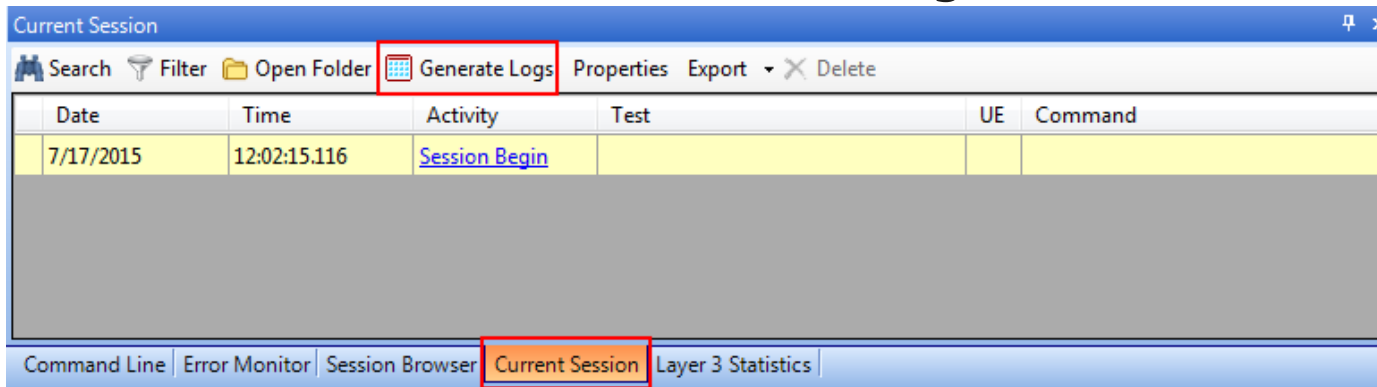 Current Session
Search Filter Open Folder Generate Logs Properties Export Delete
Date Time Activity Test UE Command
7/17/2015 12:02:15.116 Session Begin
Command Line Error Monitor Session Browser Current Session Layer 3 Statistics